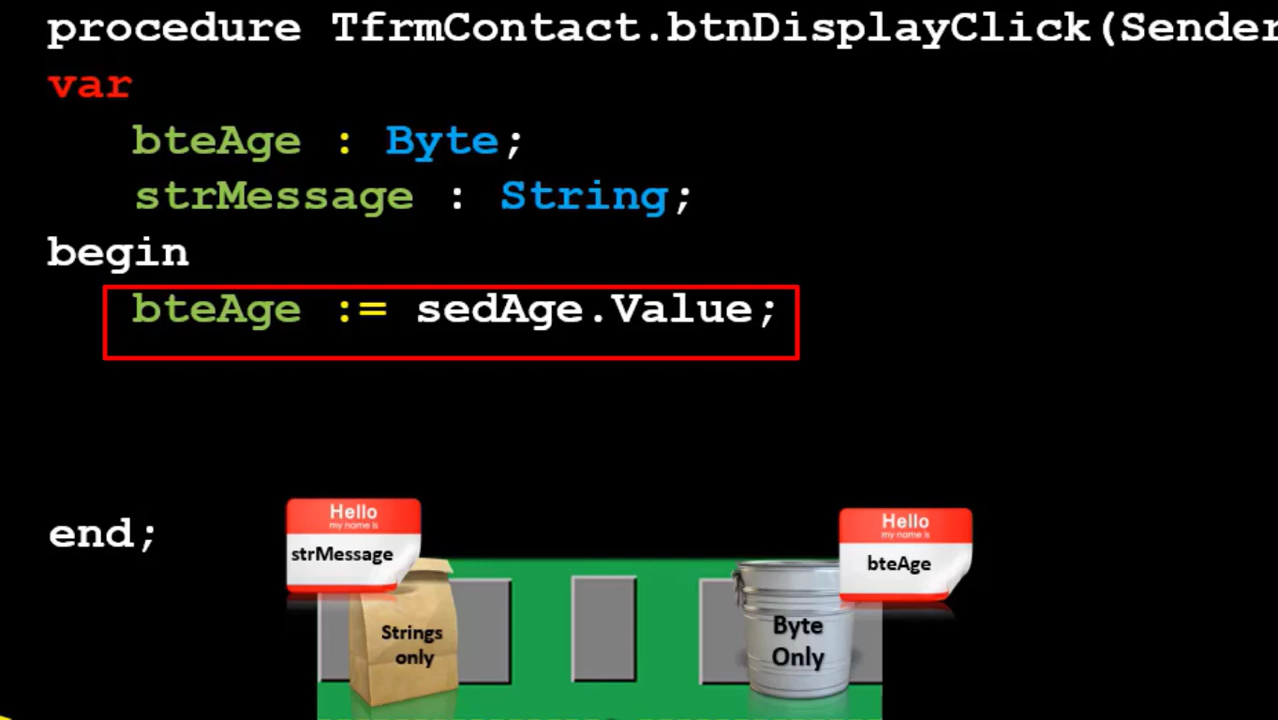 procedure TfrmContact.btnDisplayClick(Sender
var
bteAge : Byte;
strMessage : String;
begin
bteAge := sedAge.Value;
end;
Hello
my name is
strMessage
Strings
only
Hello
my name is
bteAge
Byte
Only